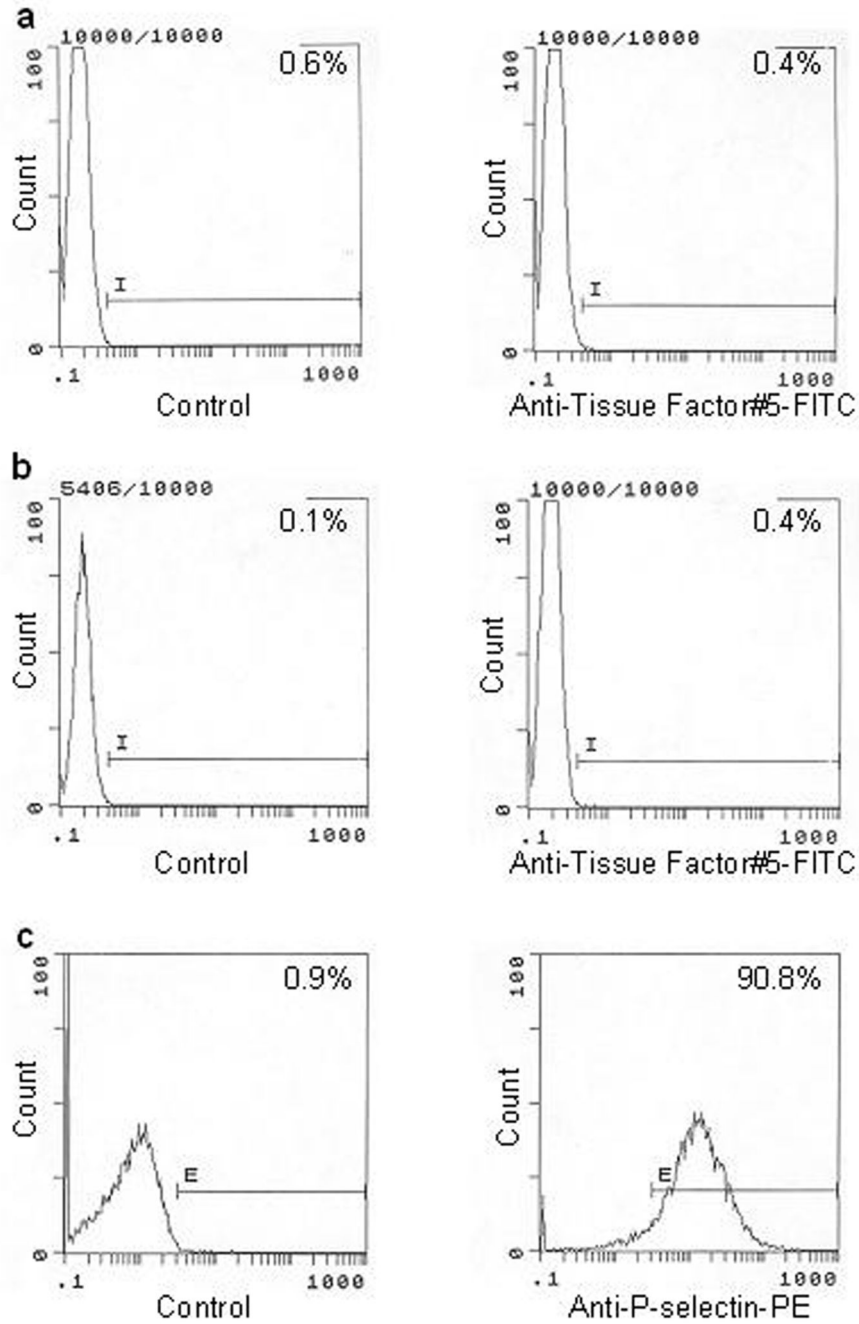 a
10000/10000
0.6%
100
Count
I
0
.1 1000
Control
10000/10000
0.4%
100
Count
I
0
.1 1000
Anti-Tissue Factor#5-FITC
b
5406/10000
0.1%
100
Count
I
0
.1 1000
Control
10000/10000
0.4%
100
Count
I
0
.1 1000
Anti-Tissue Factor#5-FITC
c
0.9%
100
Count
E
0
.1 1000
Control
90.8%
100
Count
E
0
.1 1000
Anti-P-selectin-PE